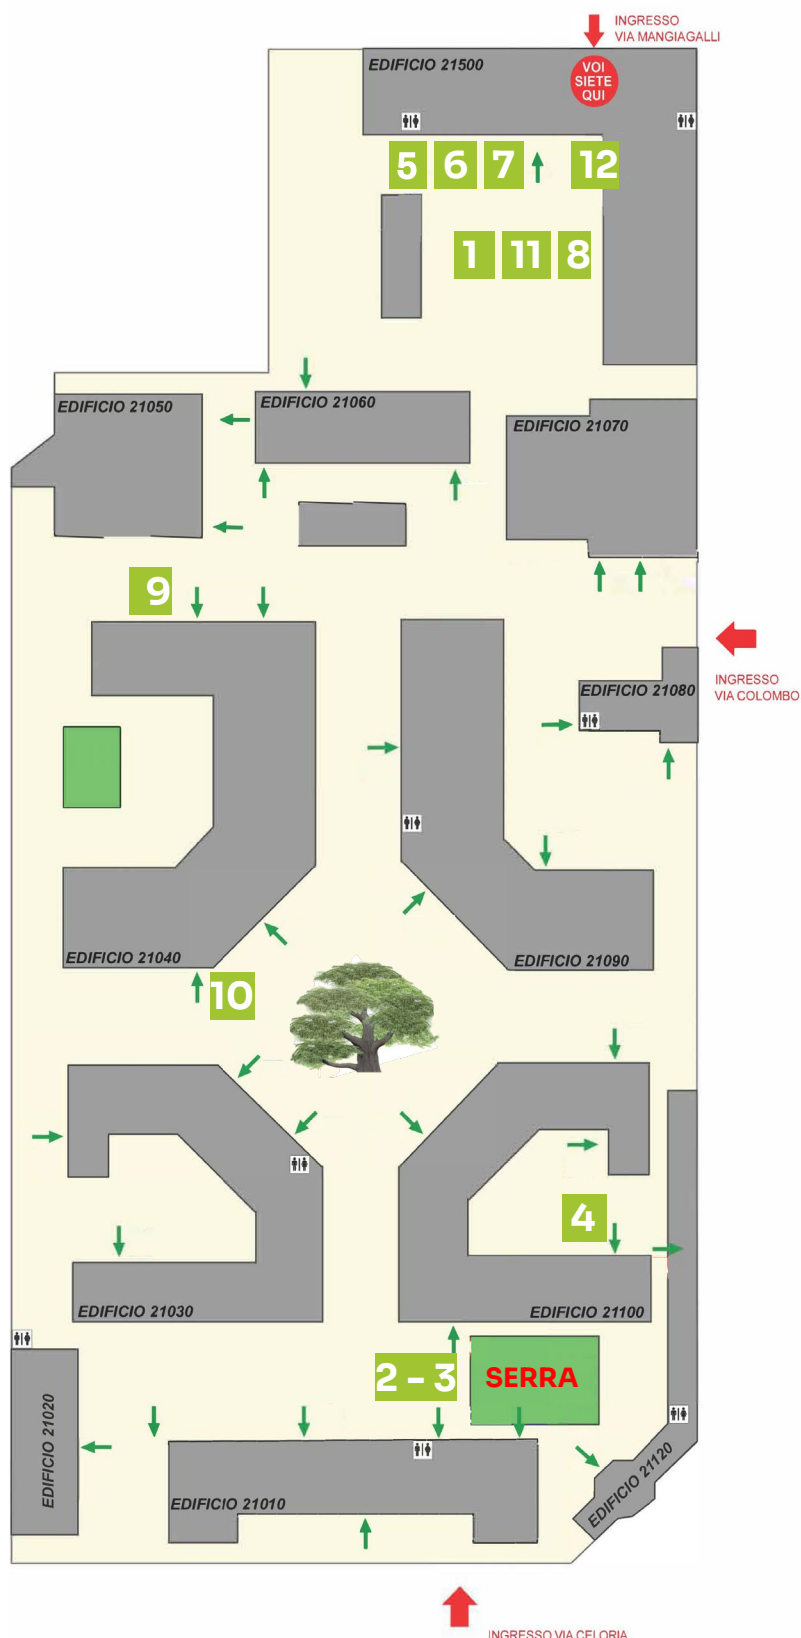 INGRESSO
VIA MANGIAGALLI
EDIFICIO 21500
VOI
SIETE
QUI
5 6 7 12
1 11 8
EDIFICIO 21050
EDIFICIO 21060
EDIFICIO 21070
9
INGRESSO
VIA COLOMBO
EDIFICIO 21080
EDIFICIO 21040
EDIFICIO 21090
10
4
EDIFICIO 21030
EDIFICIO 21100
2 - 3
SERRA
EDIFICIO 21020
EDIFICIO 21010
EDIFICIO 21120
INGRESSO VIA CELORIA